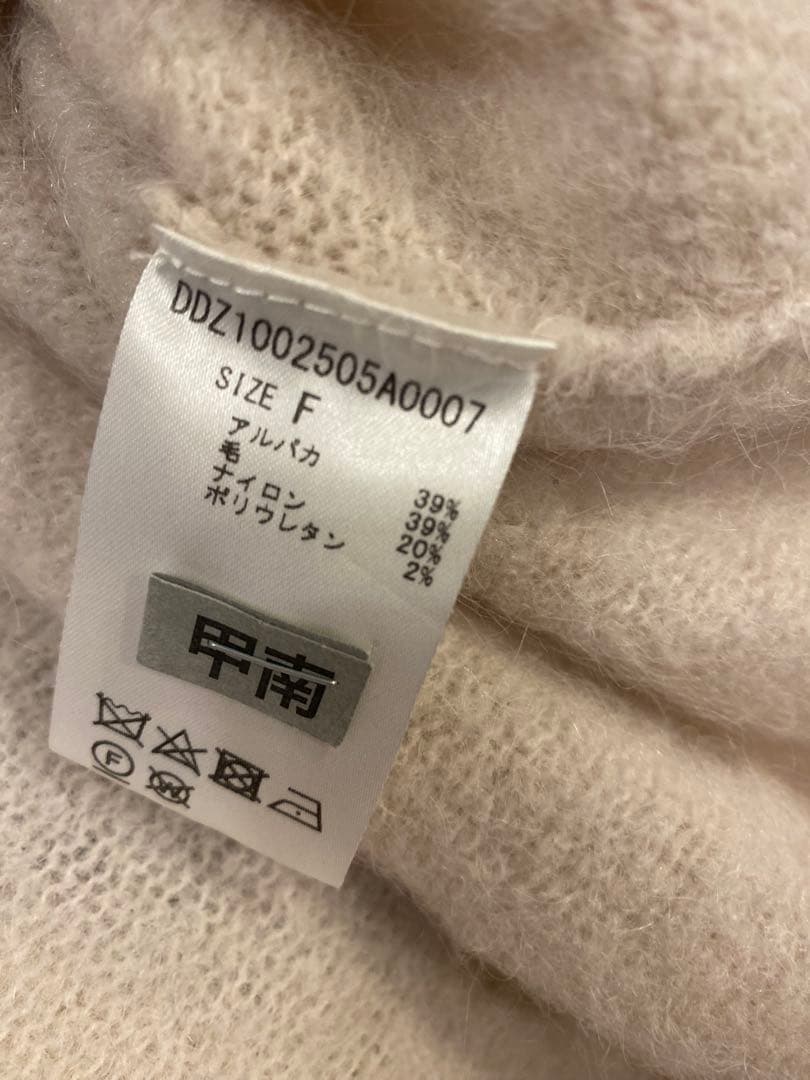 DDZ1002505A0007
SIZE F
アルパカ 39%
毛 39%
ナイロン 20%
ポリウレタン 2%
甲南
F
W